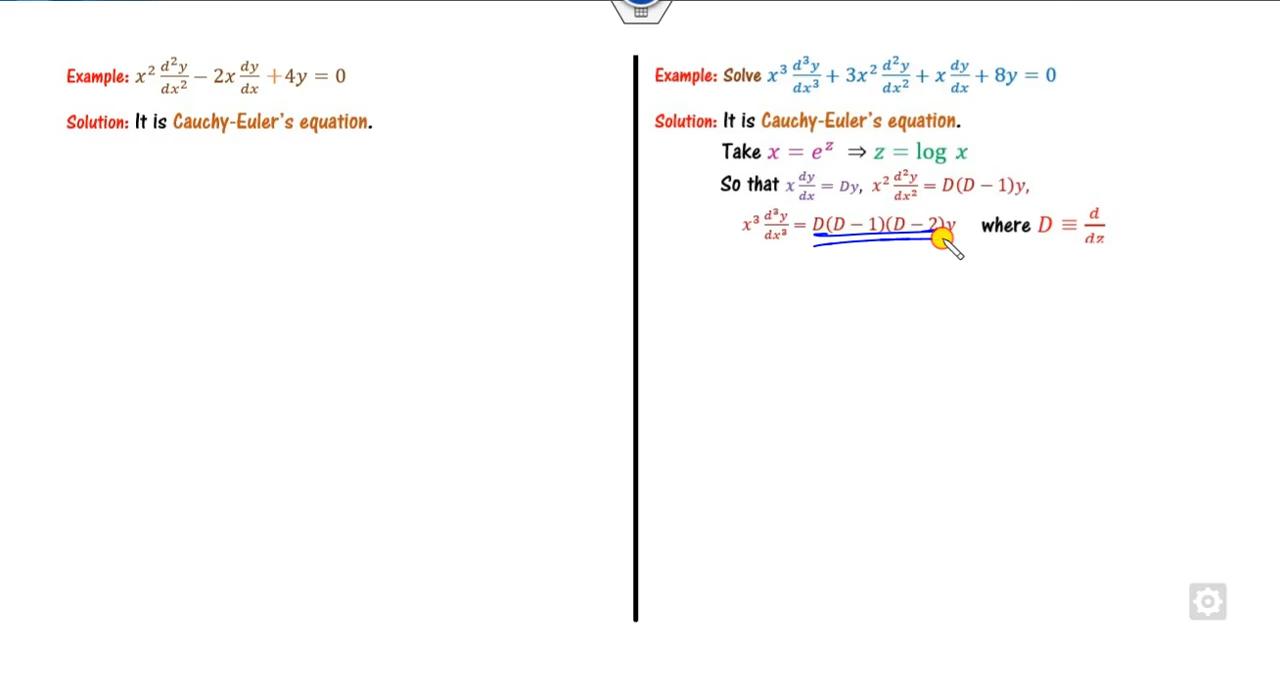 Example: x² d²y/dx² − 2x dy/dx +4y = 0
Solution: It is Cauchy-Euler's equation.
Example: Solve x³ d³y/dx³ + 3x² d²y/dx² + x dy/dx + 8y = 0
Solution: It is Cauchy-Euler's equation.
Take x = eᶻ ⇒ z = log x
So that x dy/dx = Dy, x² d²y/dx² = D(D − 1)y,
x³ d³y/dx³ = D(D − 1)(D − 2)y where D ≡ d/dz